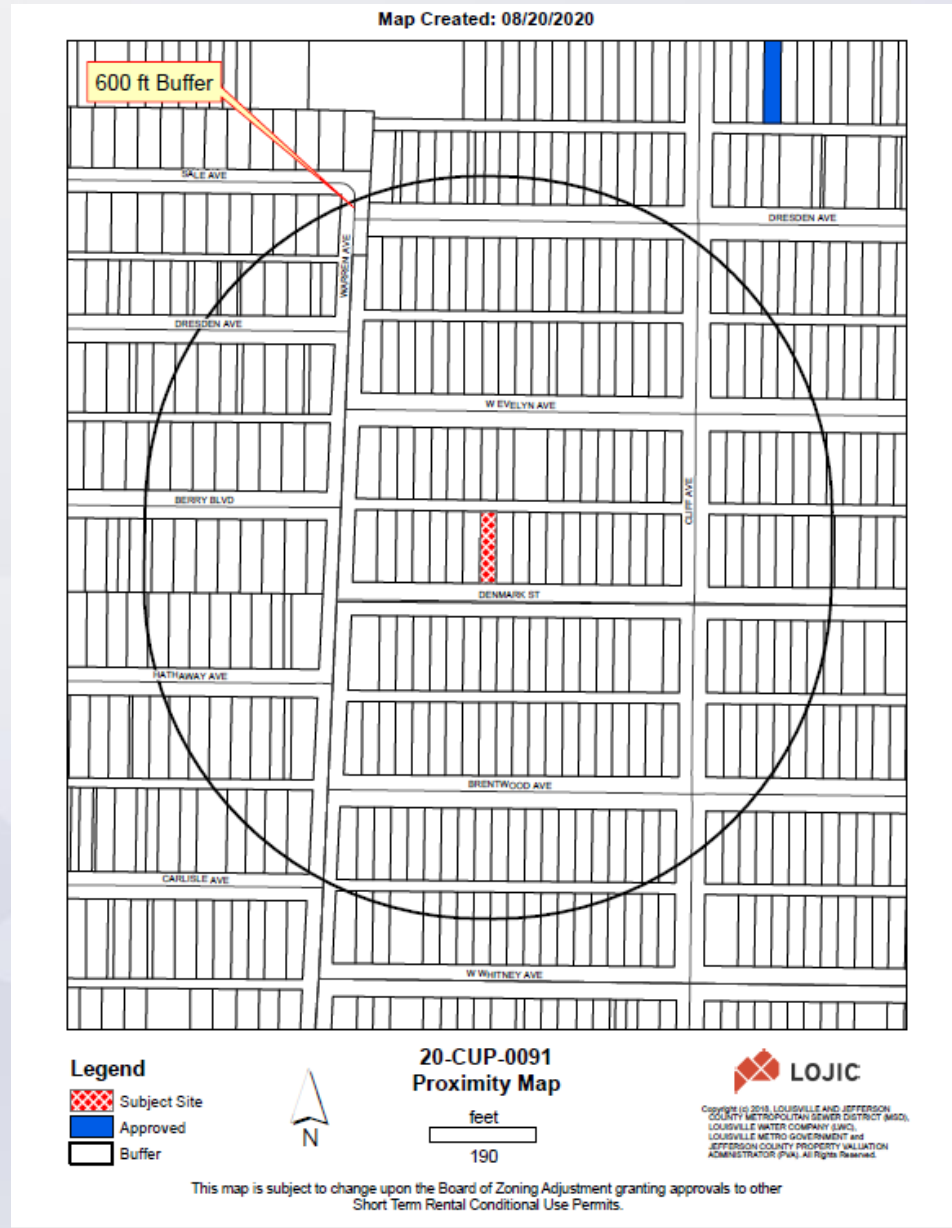 Map Created: 08/20/2020
600 ft Buffer
SALE AVE
DRESDEN AVE
WARREN AVE
DRESDEN AVE
W EVELYN AVE
CLIFF AVE
BERRY BLVD
DENMARK ST
HATHAWAY AVE
BRENTWOOD AVE
CARLISLE AVE
W WHITNEY AVE
Legend
Subject Site
Approved
Buffer
N
20-CUP-0091
Proximity Map
feet
190
LOJIC
Copyright (c) 2018, LOUISVILLE AND JEFFERSON
COUNTY METROPOLITAN SEWER DISTRICT (MSD),
LOUISVILLE WATER COMPANY (LWC),
LOUISVILLE METRO GOVERNMENT and
JEFFERSON COUNTY PROPERTY VALUATION
ADMINISTRATOR (PVA). All Rights Reserved.
This map is subject to change upon the Board of Zoning Adjustment granting approvals to other
Short Term Rental Conditional Use Permits.